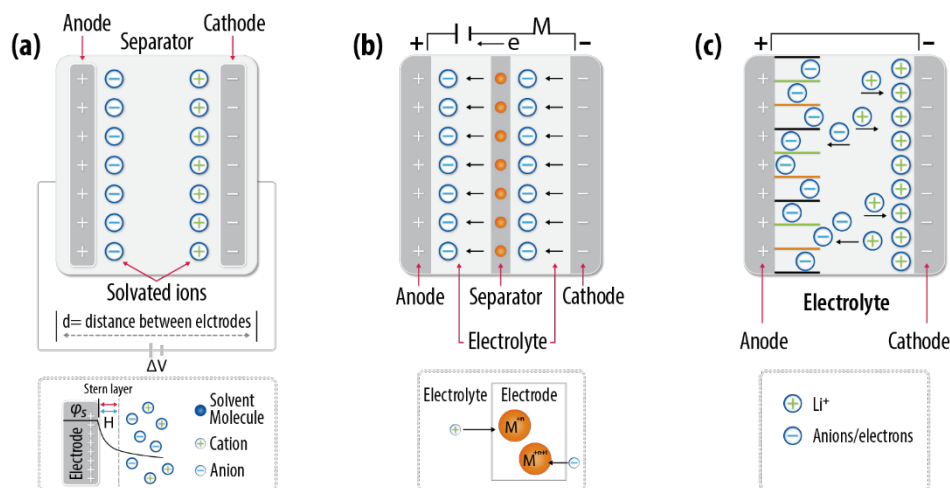 (a)
Anode
Separator
Cathode
Solvated ions
d= distance between elctrodes
ΔV
Stern layer
φs
H
Electrode
Solvent
Molecule
Cation
Anion
(b)
+
e
M
−
Anode
Separator
Cathode
Electrolyte
Electrolyte
Electrode
M+n
M+n+1
(c)
+
−
Electrolyte
Anode
Cathode
Li+
Anions/electrons